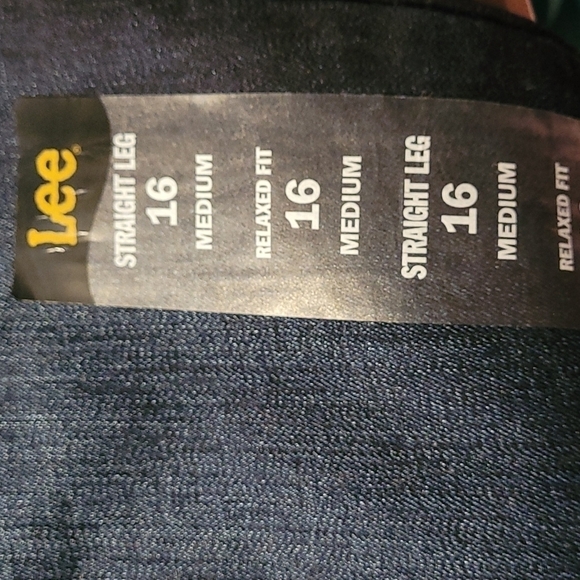 Lee
STRAIGHT LEG
16
MEDIUM
RELAXED FIT
16
MEDIUM
STRAIGHT LEG
16
MEDIUM
RELAXED FIT